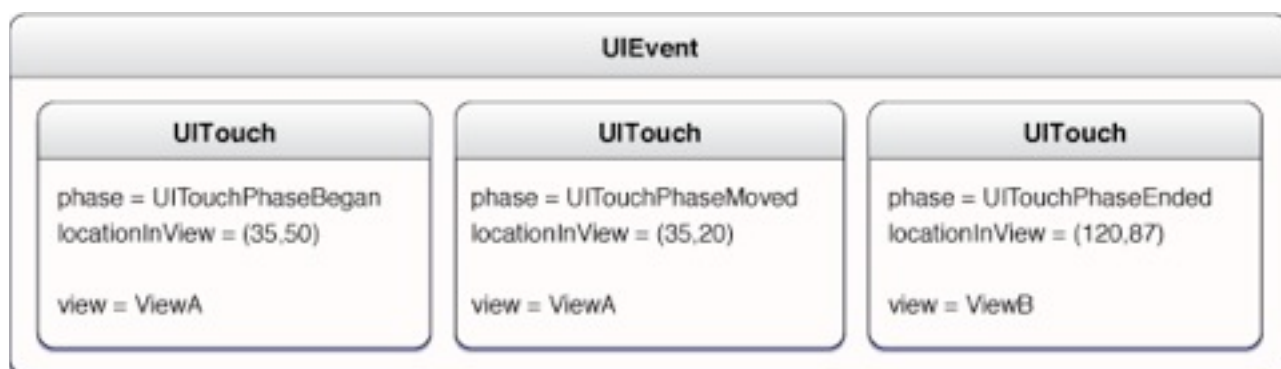 UIEvent
UITouch
phase = UITouchPhaseBegan
locationInView = (35,50)
view = ViewA
UITouch
phase = UITouchPhaseMoved
locationInView = (35,20)
view = ViewA
UITouch
phase = UITouchPhaseEnded
locationInView = (120,87)
view = ViewB